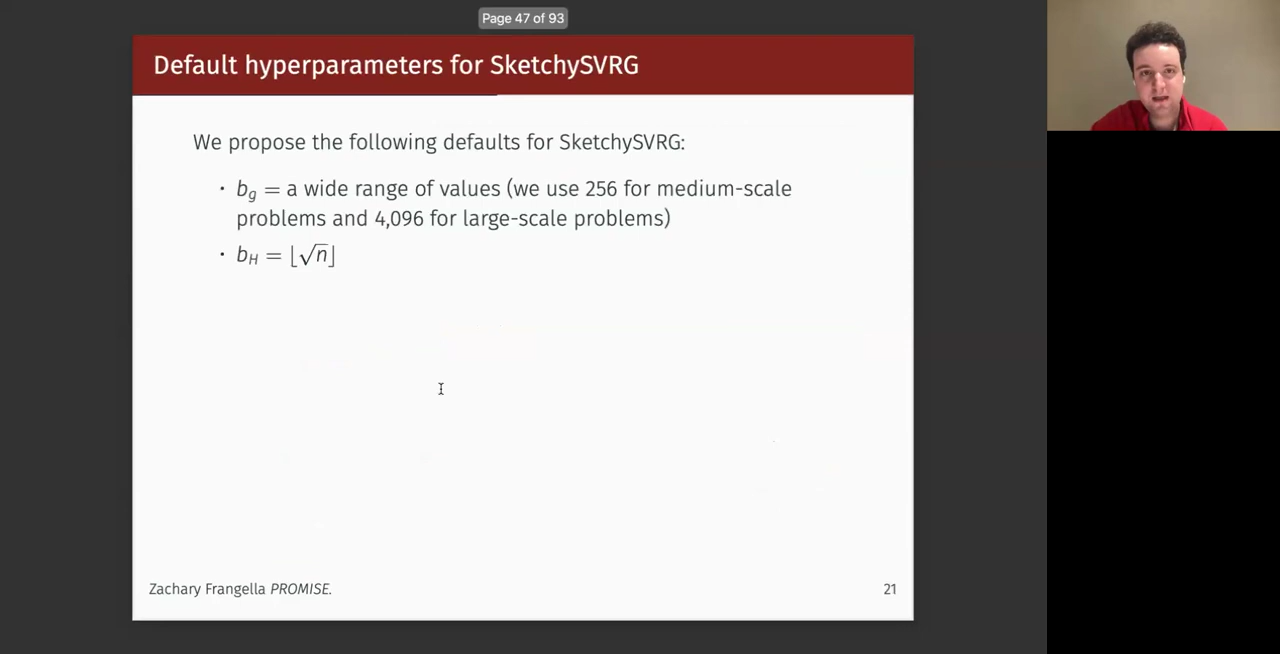 Page 47 of 93
Default hyperparameters for SketchySVRG
We propose the following defaults for SketchySVRG:
· b_g = a wide range of values (we use 256 for medium-scale
problems and 4,096 for large-scale problems)
· b_H = ⌊√n⌋
Zachary Frangella PROMISE.
21